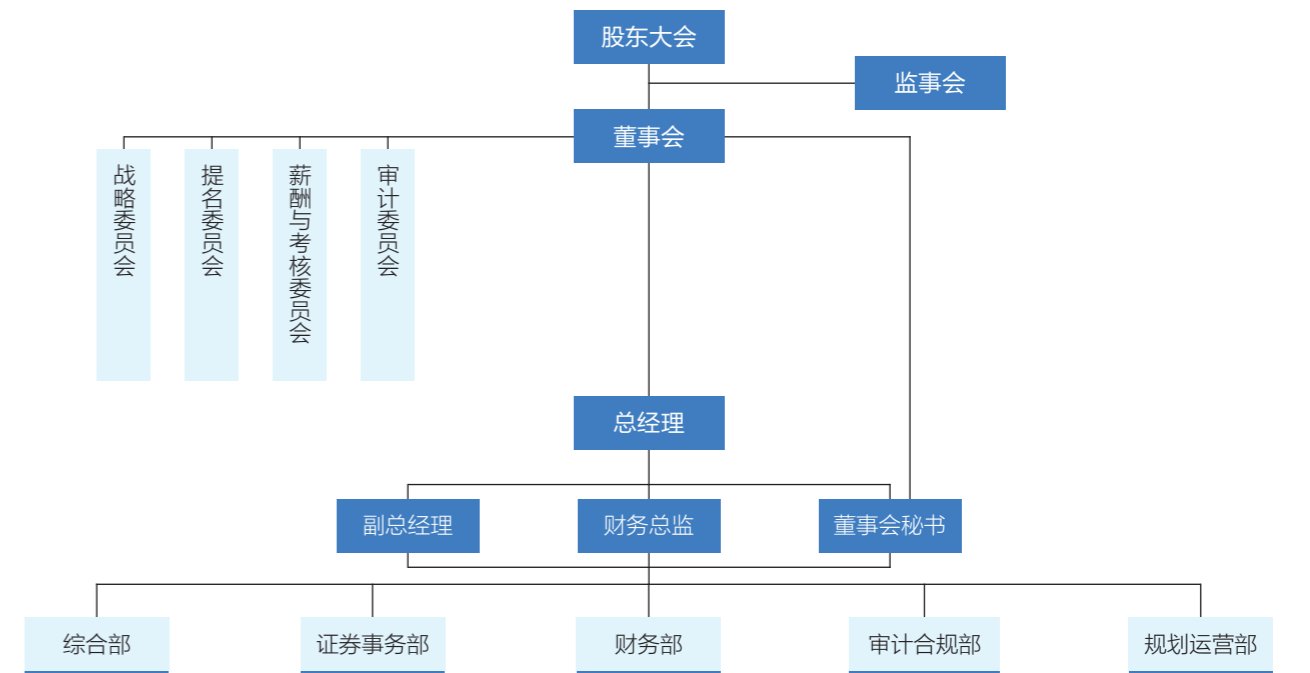 股东大会
监事会
董事会
战略委员会
提名委员会
薪酬与考核委员会
审计委员会
总经理
副总经理
财务总监
董事会秘书
综合部
证券事务部
财务部
审计合规部
规划运营部